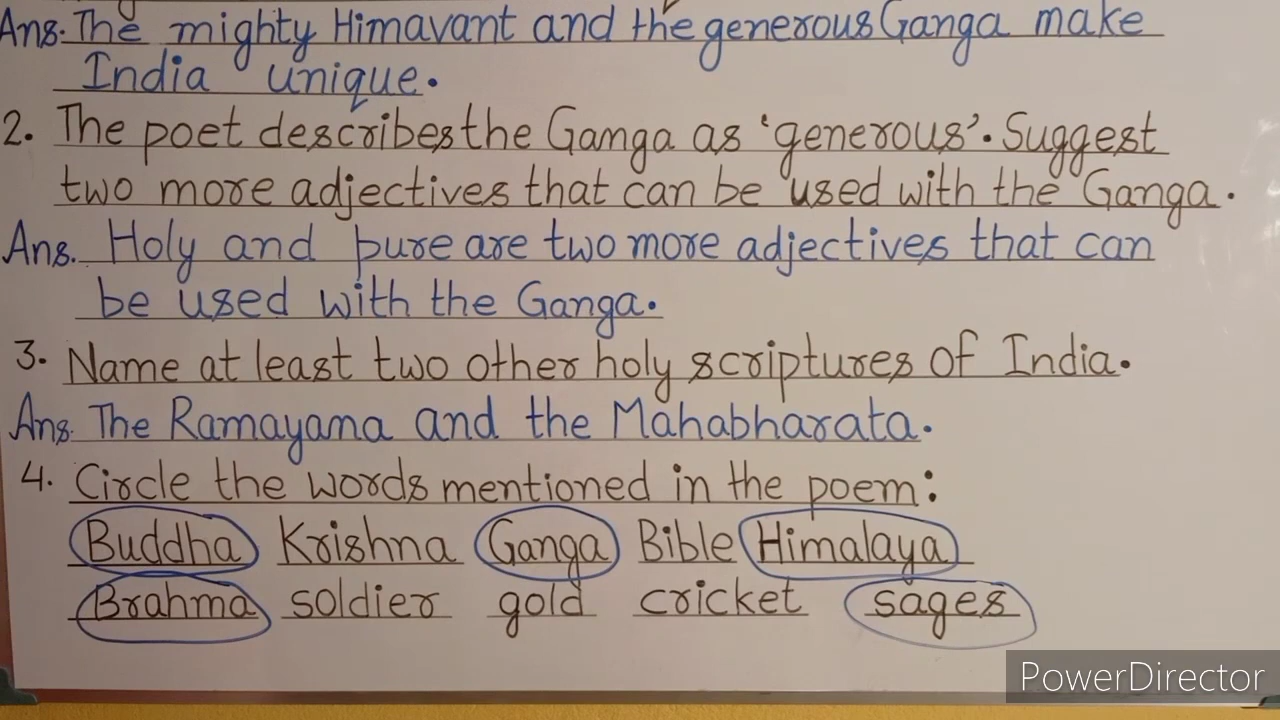 Ans. The mighty Himavant and the generous Ganga make
India unique.
2. The poet describes the Ganga as 'generous'. Suggest
two more adjectives that can be used with the Ganga.
Ans. Holy and pure are two more adjectives that can
be used with the Ganga.
3. Name at least two other holy scriptures of India.
Ans. The Ramayana and the Mahabharata.
4. Circle the words mentioned in the poem:
Buddha Krishna Ganga Bible Himalaya
Brahma soldier gold cricket sages
PowerDirector